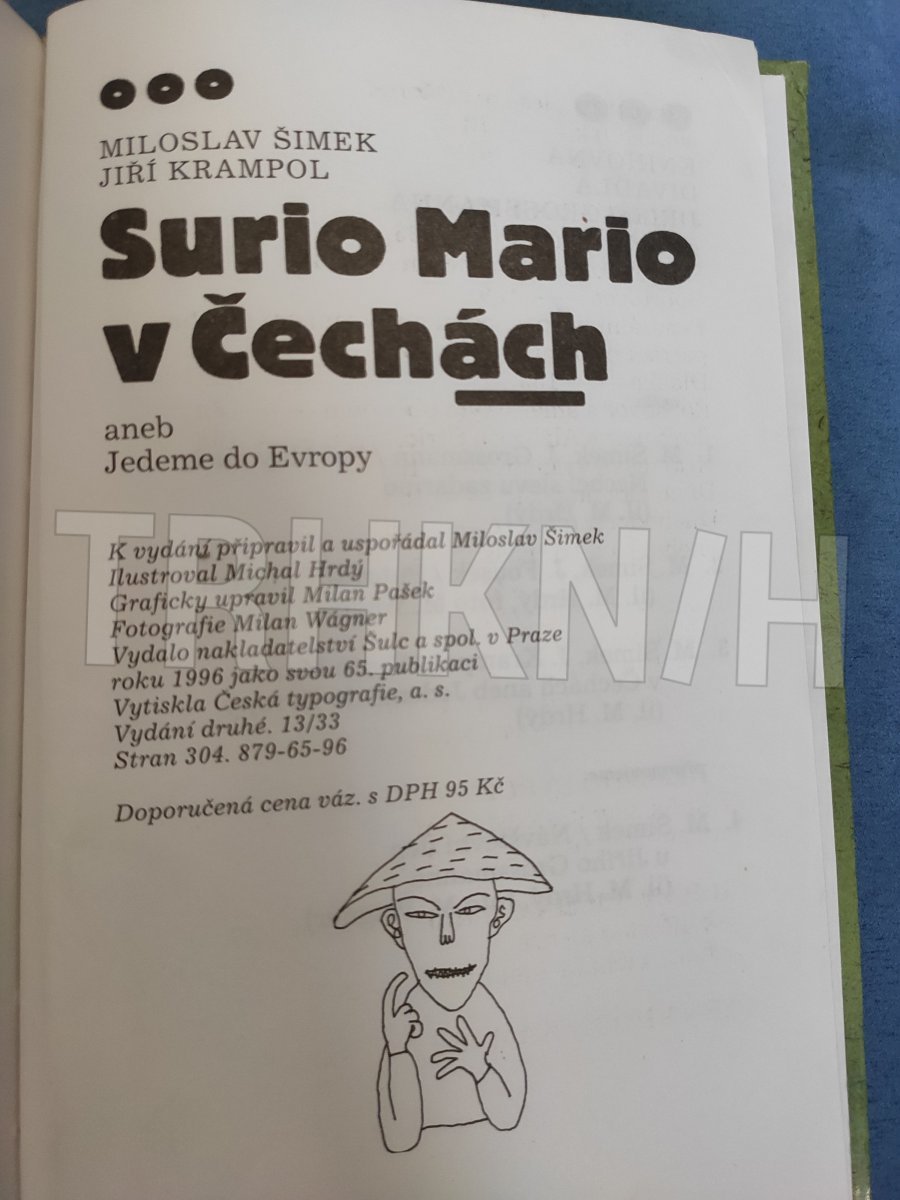 MILOSLAV ŠIMEK
JIŘÍ KRAMPOL
Surio Mario
v Čechách
aneb
Jedeme do Evropy
K vydání připravil a uspořádal Miloslav Šimek
Ilustroval Michal Hrdý
Graficky upravil Milan Pašek
Fotografie Milan Wágner
Vydalo nakladatelství Šulc a spol. v Praze
roku 1996 jako svou 65. publikaci
Vytiskla Česká typografie, a. s.
Vydání druhé. 13/33
Stran 304. 879-65-96
Doporučená cena váz. s DPH 95 Kč
TRHKNIH